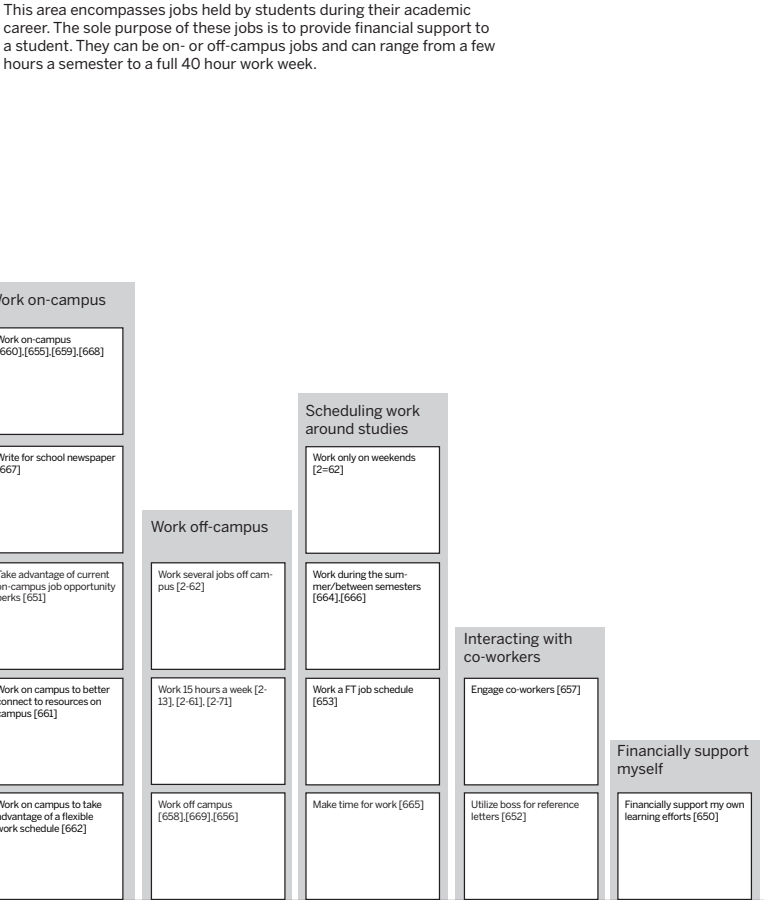 This area encompasses jobs held by students during their academic
career. The sole purpose of these jobs is to provide financial support to
a student. They can be on- or off-campus jobs and can range from a few
hours a semester to a full 40 hour work week.
Work on-campus
Work on-campus
660],[655],[659],[668]
Write for school newspaper
667]
Take advantage of current
on-campus job opportunity
perks [651]
Work on campus to better
connect to resources on
campus [661]
Work on campus to take
advantage of a flexible
work schedule [662]
Work off-campus
Work several jobs off cam-
pus [2-62]
Work 15 hours a week [2-
13], [2-61], [2-71]
Work off campus
[658],[669],[656]
Scheduling work
around studies
Work only on weekends
[2=62]
Work during the sum-
mer/between semesters
[664],[666]
Work a FT job schedule
[653]
Make time for work [665]
Interacting with
co-workers
Engage co-workers [657]
Utilize boss for reference
letters [652]
Financially support
myself
Financially support my own
learning efforts [650]